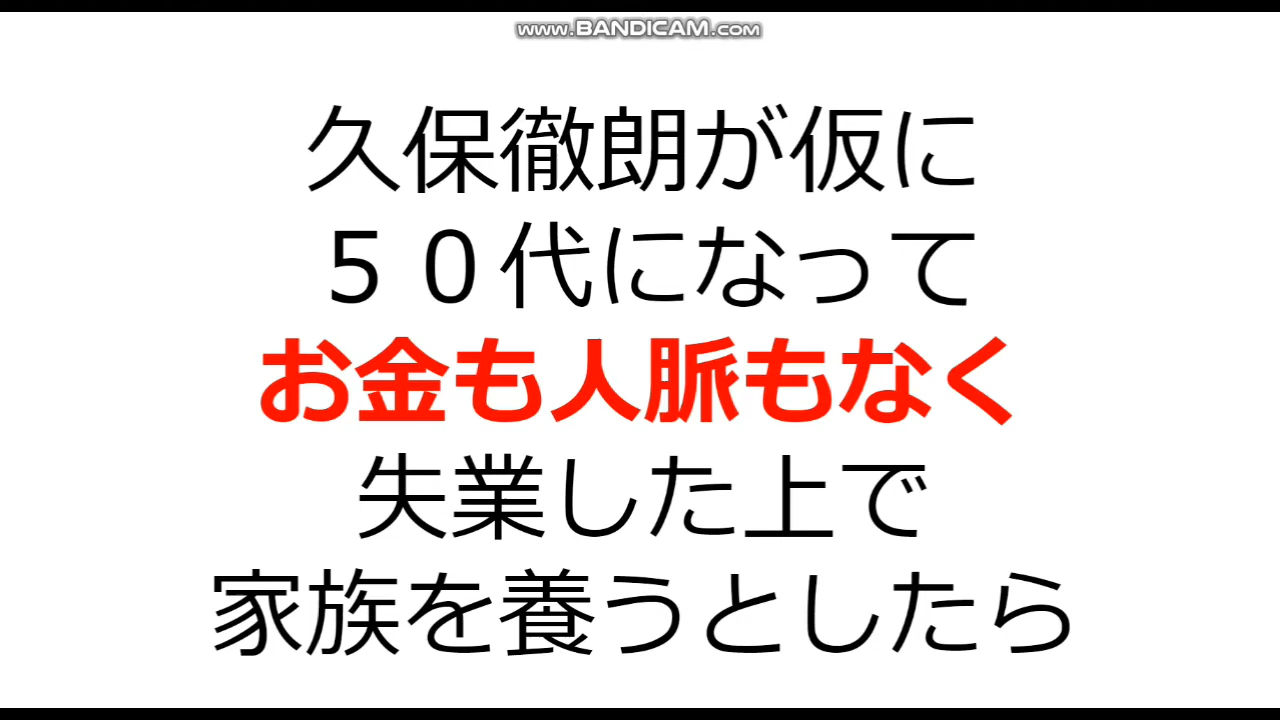 www.BANDICAM.com
久保徹朗が仮に
５０代になって
お金も人脈もなく
失業した上で
家族を養うとしたら